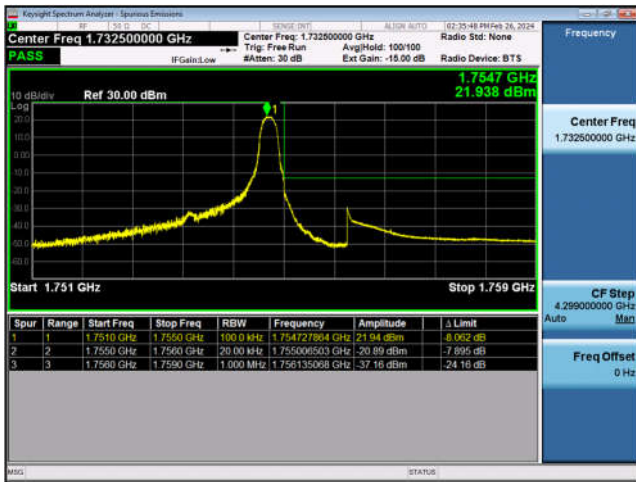 Keysight Spectrum Analyzer - Spurious Emissions
RF 50 Ω DC SENSE:INT ALIGN AUTO 02:35:48 PM Feb 26, 2024
Center Freq 1.732500000 GHz
Center Freq: 1.732500000 GHz
Radio Std: None
Frequency
Trig: Free Run Avg|Hold: 100/100
PASS
IFGain:Low
#Atten: 30 dB Ext Gain: -15.00 dB Radio Device: BTS
1.7547 GHz
21.938 dBm
10 dB/div Ref 30.00 dBm
Log
1
20.0
10.0
0.00
-10.0
-20.0
-30.0
-40.0
-50.0
-60.0
Start 1.751 GHz Stop 1.759 GHz
Center Freq
1.732500000 GHz
CF Step
4.299000000 GHz
Auto Man
Freq Offset
0 Hz
Spur Range Start Freq Stop Freq RBW Frequency Amplitude Δ Limit
1 1 1.7510 GHz 1.7550 GHz 100.0 kHz 1.754727864 GHz 21.94 dBm -8.062 dB
2 2 1.7550 GHz 1.7560 GHz 20.00 kHz 1.755006503 GHz -20.89 dBm -7.895 dB
3 3 1.7560 GHz 1.7590 GHz 1.000 MHz 1.756135068 GHz -37.16 dBm -24.16 dB
MSG STATUS